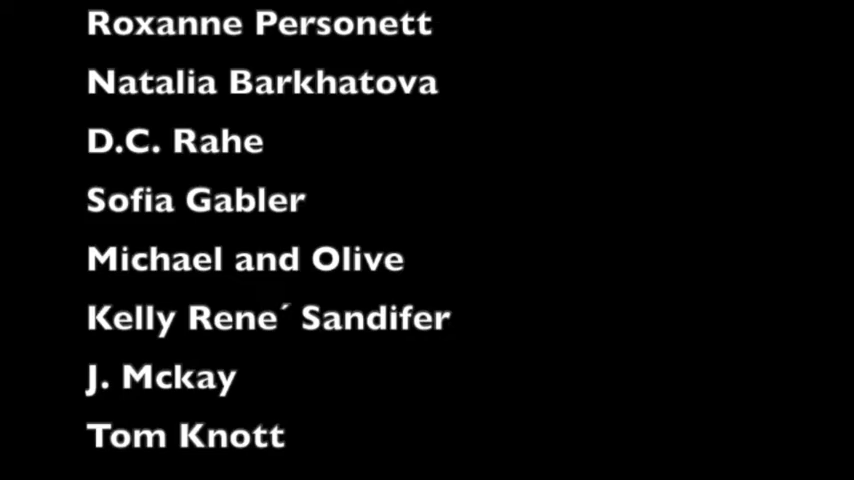 Roxanne Personett
Natalia Barkhatova
D.C. Rahe
Sofia Gabler
Michael and Olive
Kelly Rene´ Sandifer
J. Mckay
Tom Knott